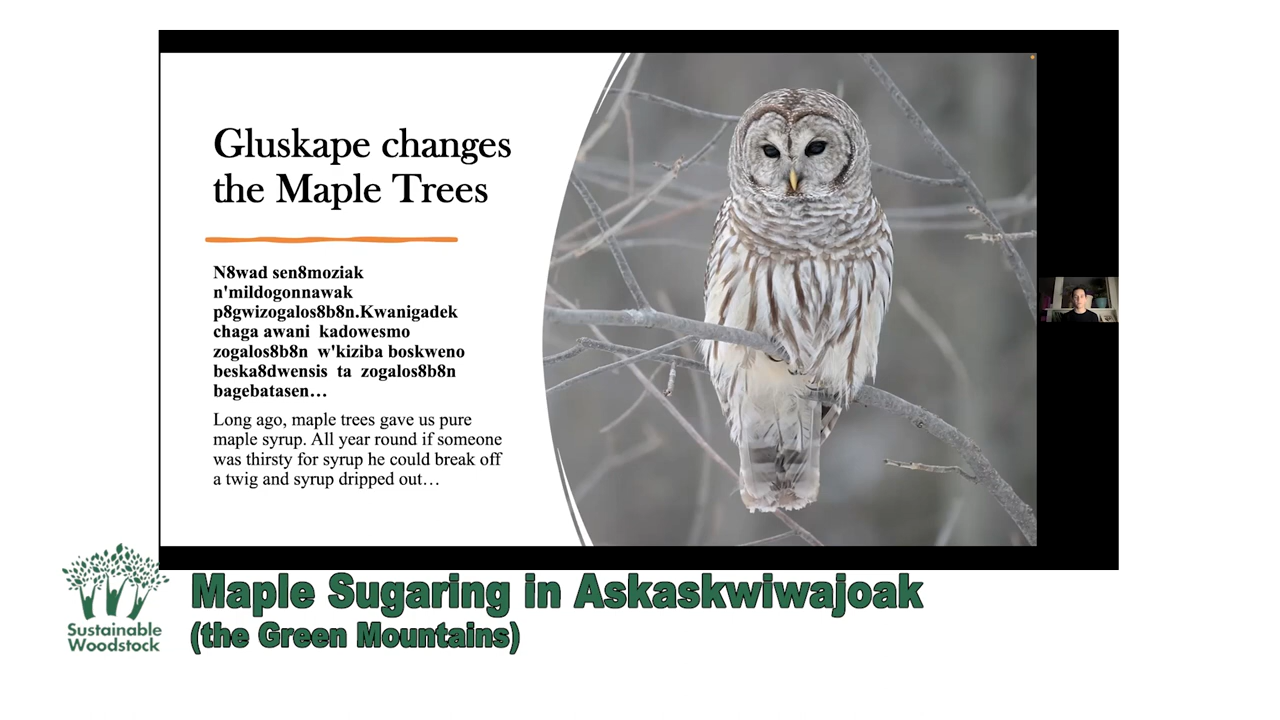 Gluskape changes
the Maple Trees
N8wad sen8moziak
n'mildogonnawak
p8gwizogalos8b8n.Kwanigadek
chaga awani kadowesmo
zogalos8b8n w'kiziba boskweno
beska8dwensis ta zogalos8b8n
bagebatasen…
Long ago, maple trees gave us pure
maple syrup. All year round if someone
was thirsty for syrup he could break off
a twig and syrup dripped out…
Sustainable
Woodstock
Maple Sugaring in Askaskwiwajoak
(the Green Mountains)